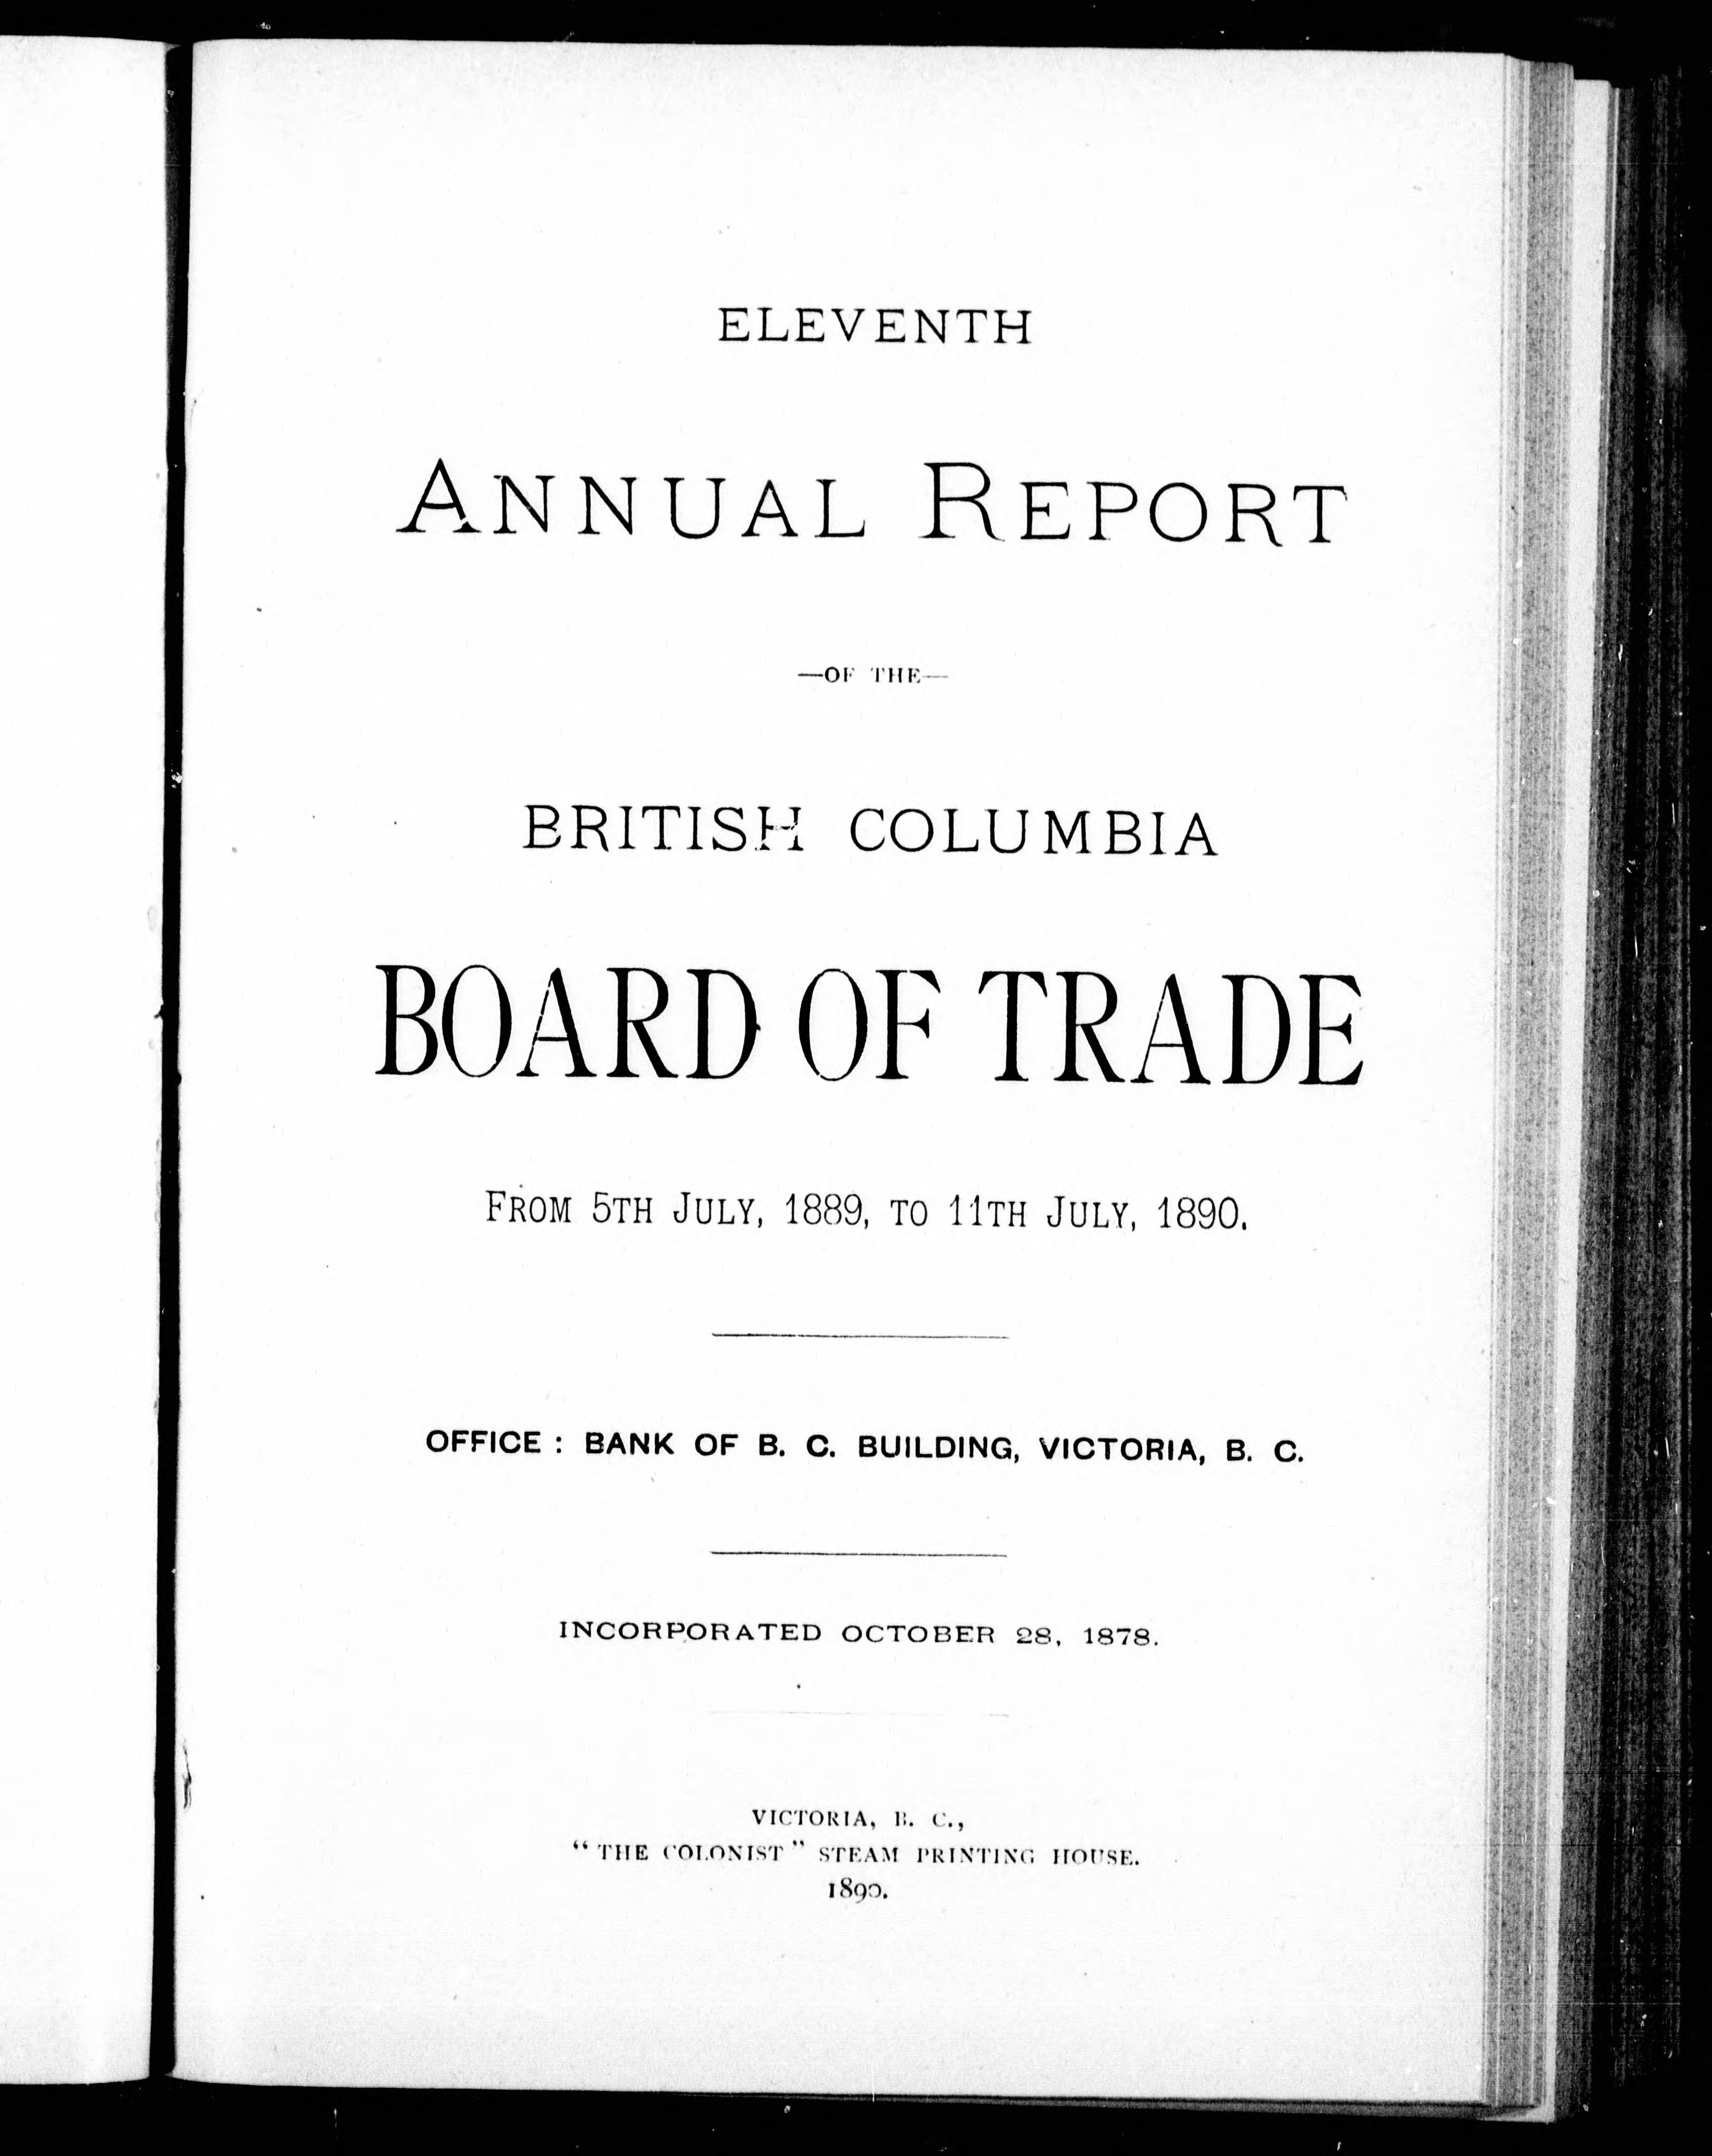 ELEVENTH
ANNUAL REPORT
—OF THE—
BRITISH COLUMBIA
BOARD OF TRADE
FROM 5TH JULY, 1889, TO 11TH JULY, 1890.
OFFICE : BANK OF B. C. BUILDING, VICTORIA, B. C.
INCORPORATED OCTOBER 28, 1878.
VICTORIA, B. C.,
“THE COLONIST” STEAM PRINTING HOUSE.
1890.